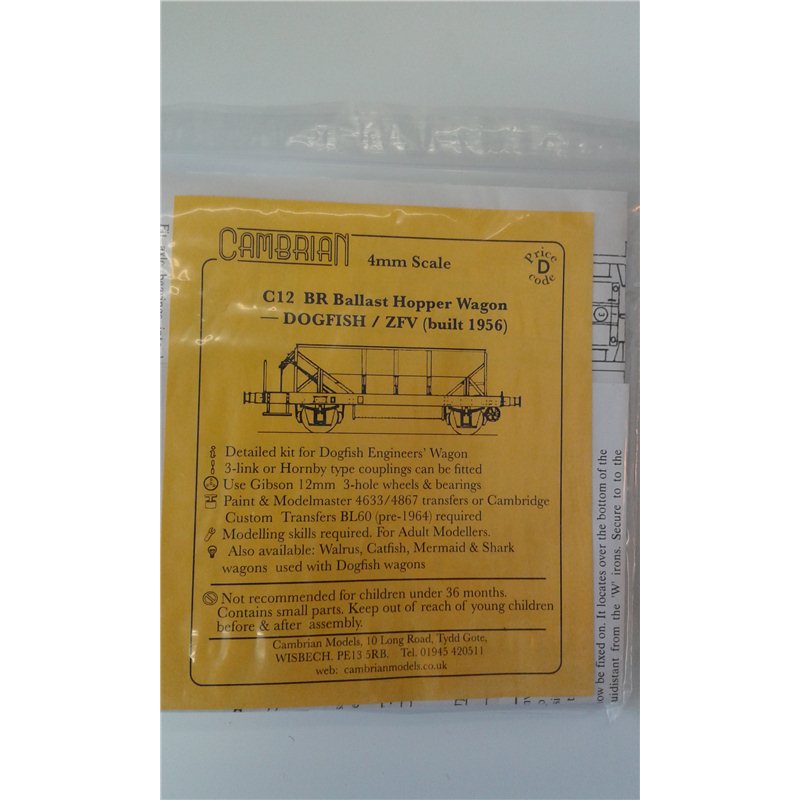 CAMBRIAN
4mm Scale
Price
D
code
C12 BR Ballast Hopper Wagon
— DOGFISH / ZFV (built 1956)
Detailed kit for Dogfish Engineers' Wagon
3-link or Hornby type couplings can be fitted
Use Gibson 12mm 3-hole wheels & bearings
Paint & Modelmaster 4633/4867 transfers or Cambridge
Custom Transfers BL60 (pre-1964) required
Modelling skills required. For Adult Modellers.
Also available: Walrus, Catfish, Mermaid & Shark
wagons used with Dogfish wagons
Not recommended for children under 36 months.
Contains small parts. Keep out of reach of young children
before & after assembly.
Cambrian Models, 10 Long Road, Tydd Gote,
WISBECH. PE13 5RB. Tel. 01945 420511
web: cambrianmodels.co.uk
C
be fixed on. It locates over the bottom of the
from the 'W' irons. Secure to to the